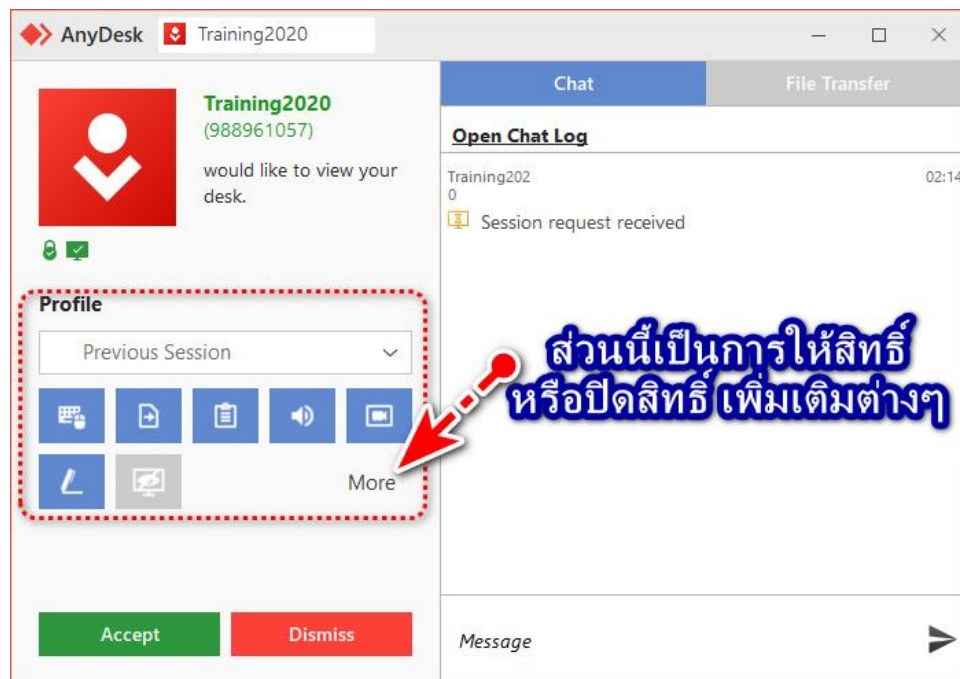 AnyDesk
Training2020
Training2020
(988961057)
would like to view your
desk.
Profile
Previous Session
More
Accept
Dismiss
Chat
File Transfer
Open Chat Log
Training202
0
02:14
Session request received
ส่วนนี้เป็นการให้สิทธิ์
หรือปิดสิทธิ์ เพิ่มเติมต่างๆ
Message